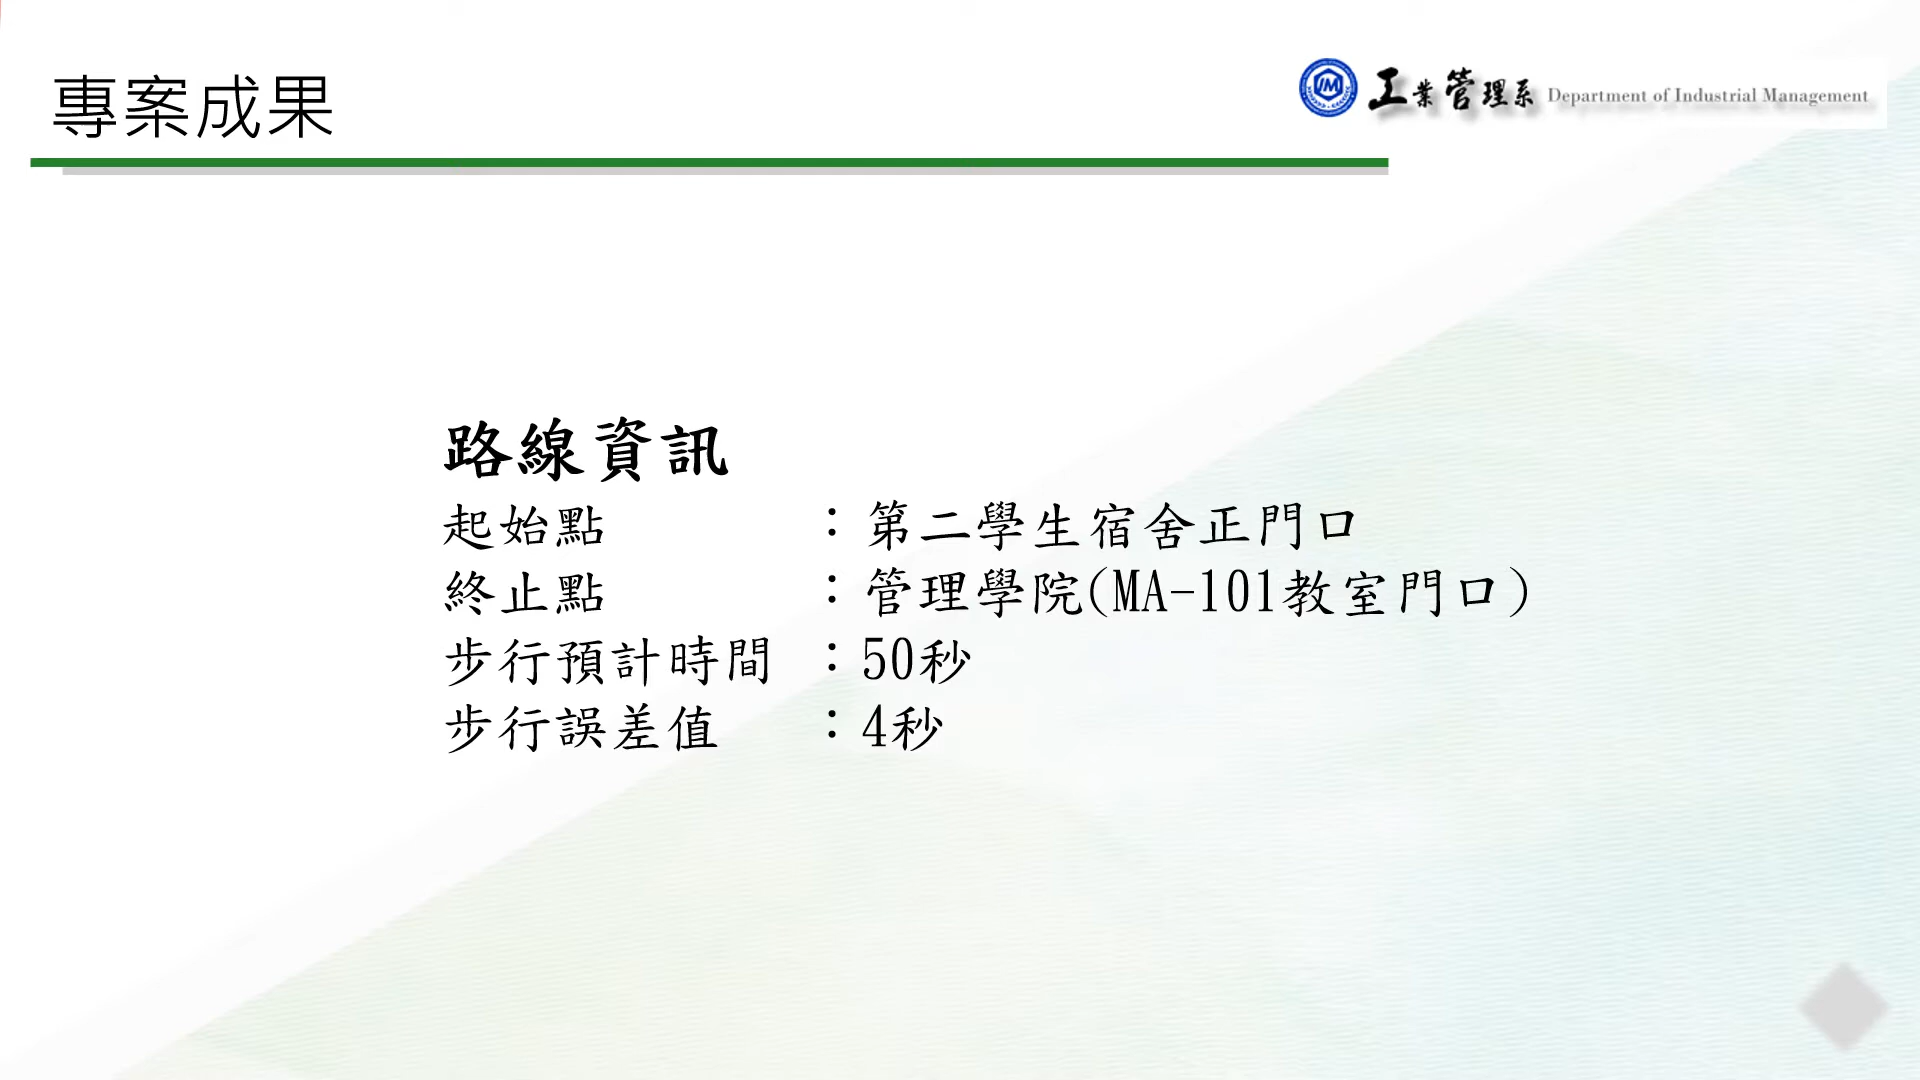 專案成果
工業管理系 Department of Industrial Management
路線資訊
起始點 ：第二學生宿舍正門口
終止點 ：管理學院(MA-101教室門口)
步行預計時間 ：50秒
步行誤差值 ：4秒